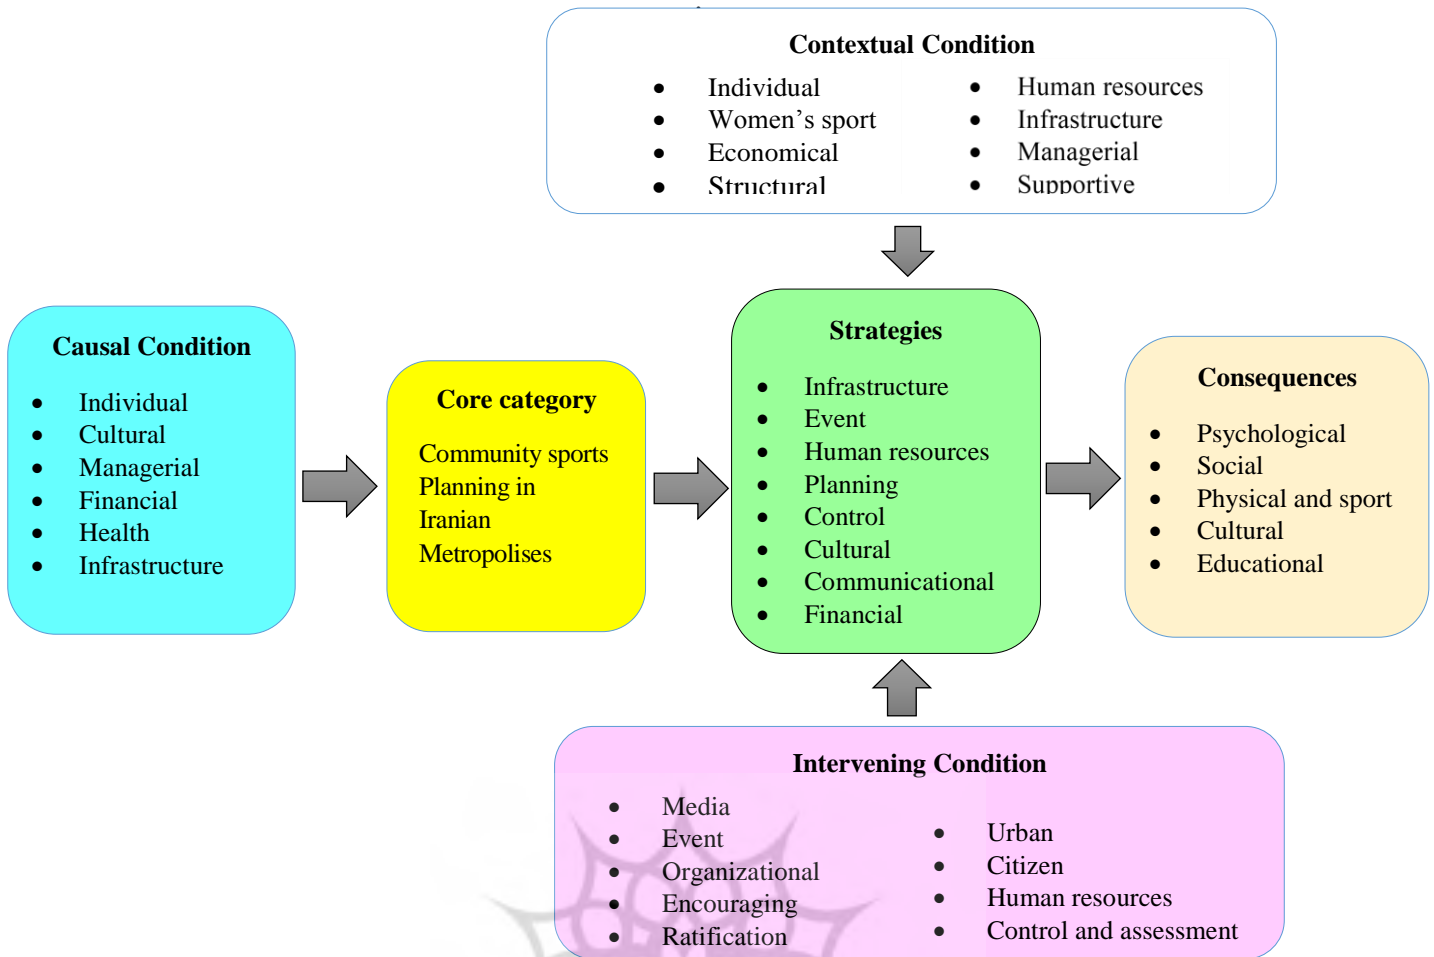 Contextual Condition
• Individual
• Women’s sport
• Economical
• Structural
• Human resources
• Infrastructure
• Managerial
• Supportive
Causal Condition
• Individual
• Cultural
• Managerial
• Financial
• Health
• Infrastructure
Core category
Community sports
Planning in
Iranian
Metropolises
Strategies
• Infrastructure
• Event
• Human resources
• Planning
• Control
• Cultural
• Communicational
• Financial
Consequences
• Psychological
• Social
• Physical and sport
• Cultural
• Educational
Intervening Condition
• Media
• Event
• Organizational
• Encouraging
• Ratification
• Urban
• Citizen
• Human resources
• Control and assessment